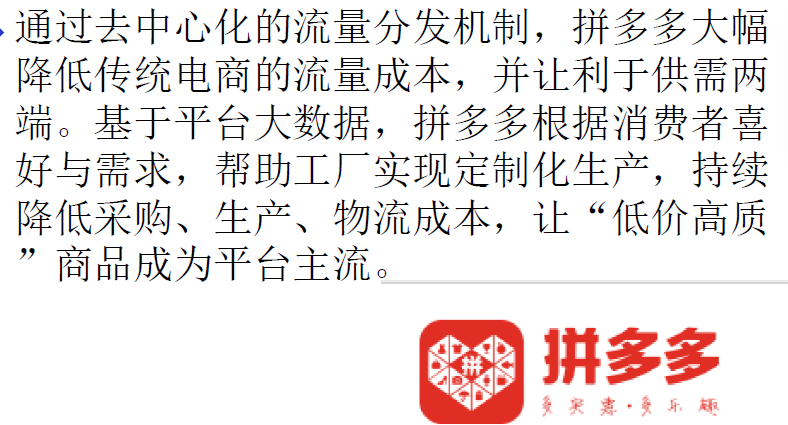 通过去中心化的流量分发机制，拼多多大幅
降低传统电商的流量成本，并让利于供需两
端。基于平台大数据，拼多多根据消费者喜
好与需求，帮助工厂实现定制化生产，持续
降低采购、生产、物流成本，让“低价高质
”商品成为平台主流。
拼
拼多多
多实惠·多乐趣